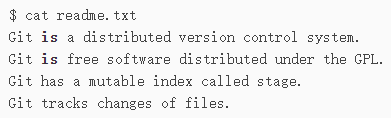 $ cat readme.txt
Git is a distributed version control system.
Git is free software distributed under the GPL.
Git has a mutable index called stage.
Git tracks changes of files.